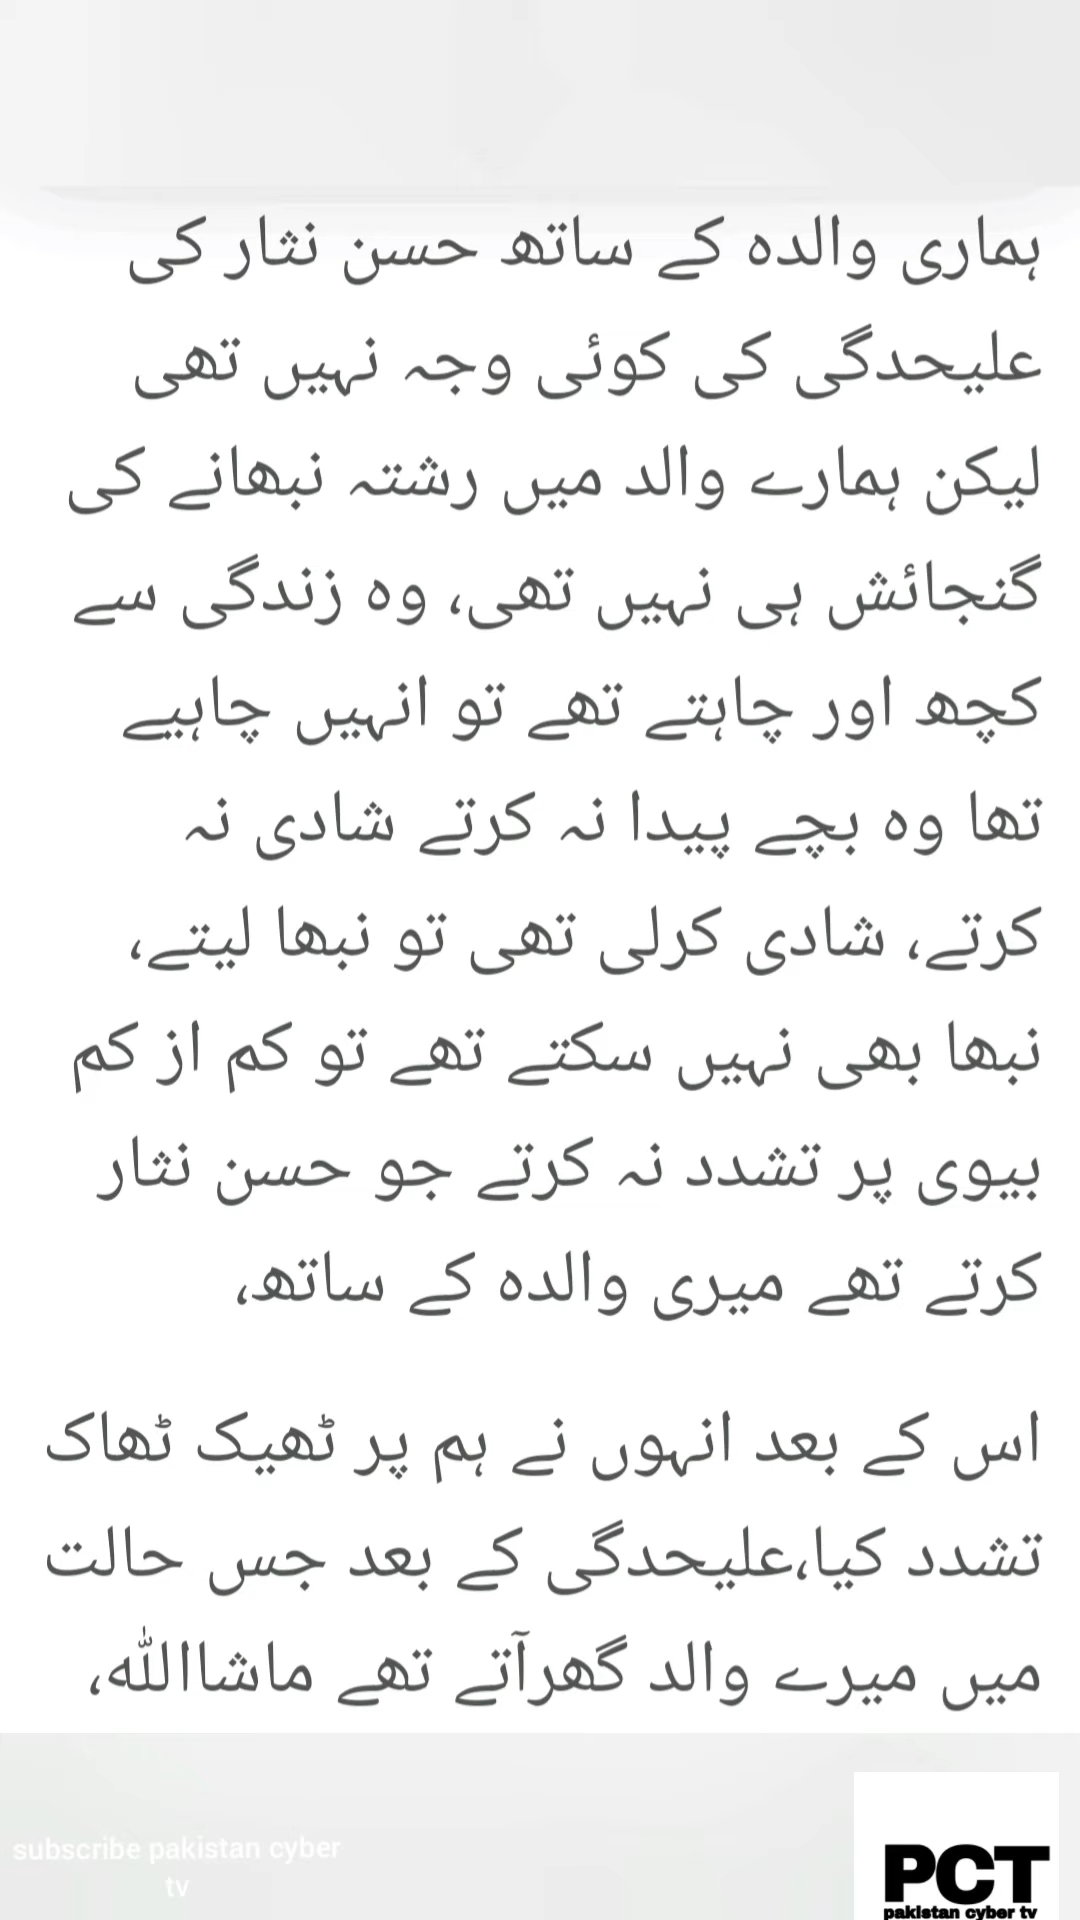 ہماری والدہ کے ساتھ حسن نثار کی
علیحدگی کی کوئی وجہ نہیں تھی
لیکن ہمارے والد میں رشتہ نبھانے کی
گنجائش ہی نہیں تھی، وہ زندگی سے
کچھ اور چاہتے تھے تو انہیں چاہیے
تھا وہ بچے پیدا نہ کرتے شادی نہ
کرتے، شادی کرلی تھی تو نبھا لیتے،
نبھا بھی نہیں سکتے تھے تو کم از کم
بیوی پر تشدد نہ کرتے جو حسن نثار
کرتے تھے میری والدہ کے ساتھ،
اس کے بعد انہوں نے ہم پر ٹھیک ٹھاک
تشدد کیا،علیحدگی کے بعد جس حالت
میں میرے والد گھرآتے تھے ماشااللہ،
subscribe pakistan cyber
tv
PCT
pakistan cyber tv